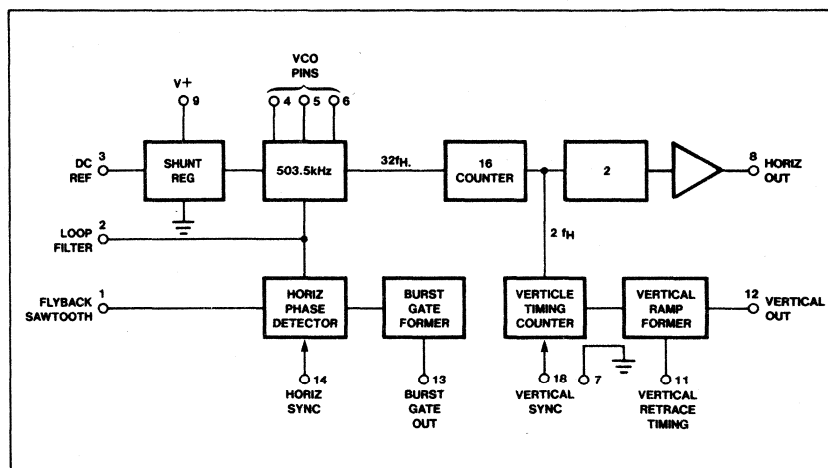 VCO
PINS
V+
9
4
5
6
3
DC
REF
SHUNT
REG
503.5kHz
32fH.
16
COUNTER
2
8
HORIZ
OUT
2
LOOP
FILTER
2 fH
1
FLYBACK
SAWTOOTH
HORIZ
PHASE
DETECTOR
BURST
GATE
FORMER
VERTICLE
TIMING
COUNTER
VERTICAL
RAMP
FORMER
12
VERTICAL
OUT
14
HORIZ
SYNC
13
BURST
GATE
OUT
18
VERTICAL
SYNC
7
11
VERTICAL
RETRACE
TIMING